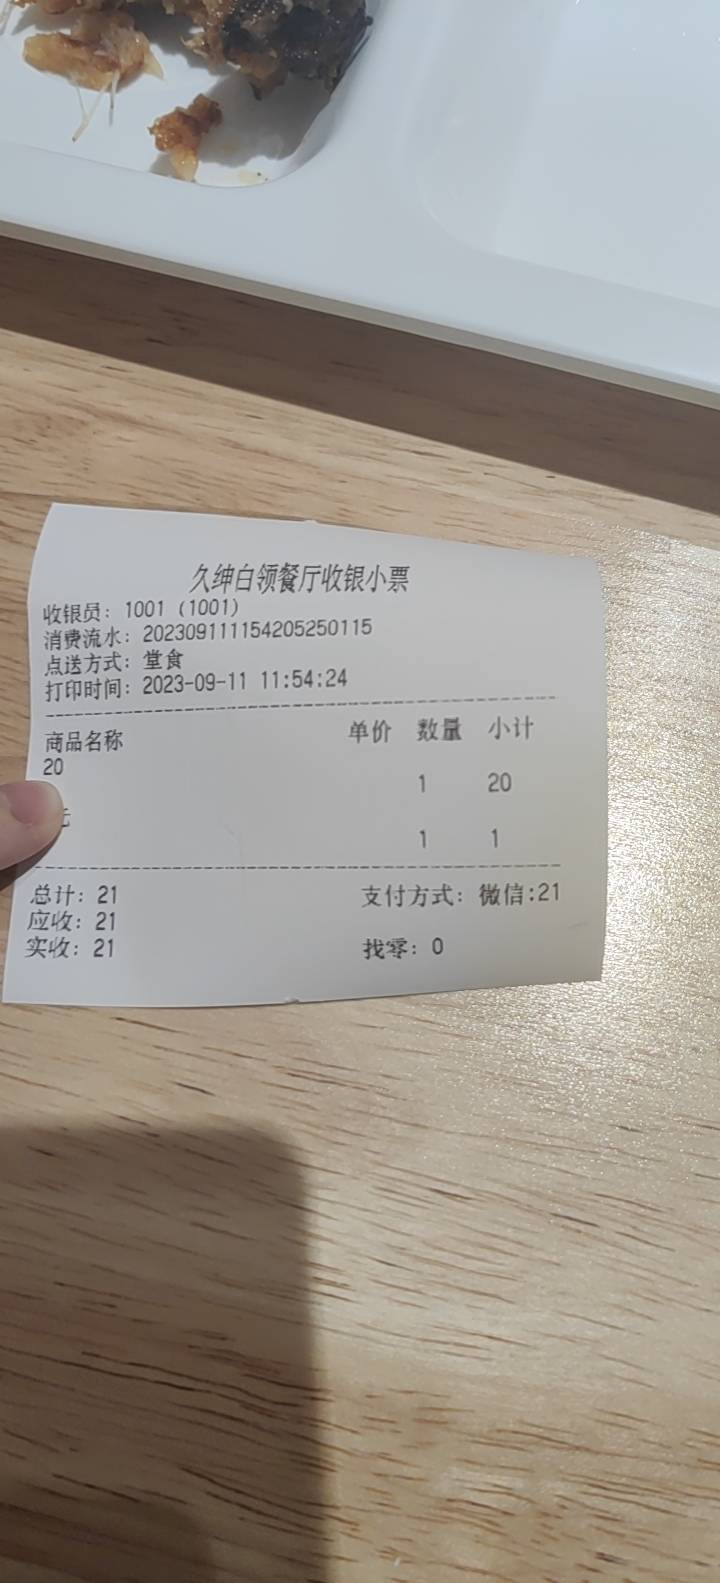 久绅白领餐厅收银小票
收银员: 1001 (1001)
消费流水: 202309111154205250115
点送方式: 堂食
打印时间: 2023-09-11 11:54:24
商品名称 单价 数量 小计
20
1 20
元
1 1
总计: 21 支付方式: 微信:21
应收: 21
实收: 21 找零: 0